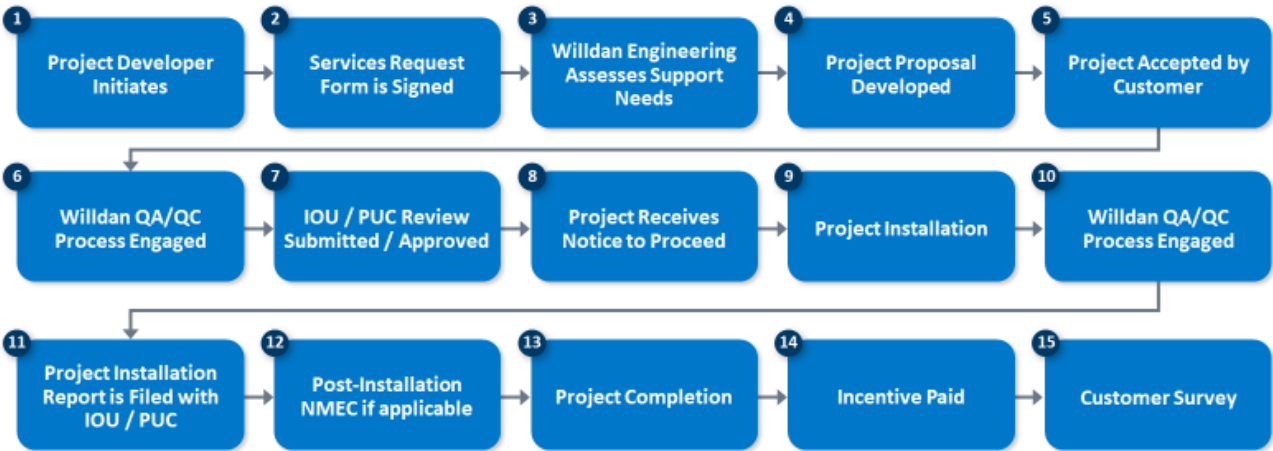 1
Project Developer
Initiates
2
Services Request
Form is Signed
3
Willdan Engineering
Assesses Support
Needs
4
Project Proposal
Developed
5
Project Accepted by
Customer
6
Willdan QA/QC
Process Engaged
7
IOU / PUC Review
Submitted / Approved
8
Project Receives
Notice to Proceed
9
Project Installation
10
Willdan QA/QC
Process Engaged
11
Project Installation
Report is Filed with
IOU / PUC
12
Post-Installation
NMEC if applicable
13
Project Completion
14
Incentive Paid
15
Customer Survey